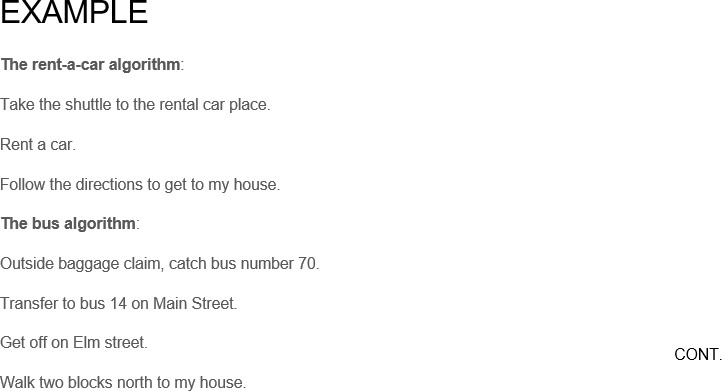 EXAMPLE
The rent-a-car algorithm:
Take the shuttle to the rental car place.
Rent a car.
Follow the directions to get to my house.
The bus algorithm:
Outside baggage claim, catch bus number 70.
Transfer to bus 14 on Main Street.
Get off on Elm street.
CONT.
Walk two blocks north to my house.